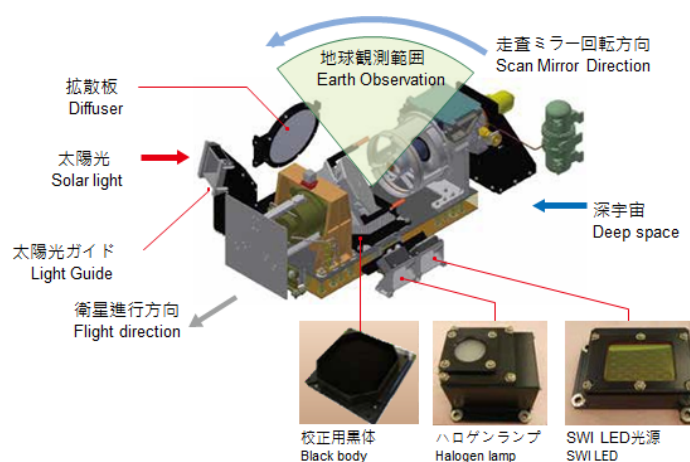 地球観測範囲
Earth Observation
走査ミラー回転方向
Scan Mirror Direction
拡散板
Diffuser
太陽光
Solar light
深宇宙
Deep space
太陽光ガイド
Light Guide
衛星進行方向
Flight direction
校正用黒体
Black body
ハロゲンランプ
Halogen lamp
SWI LED光源
SWI LED